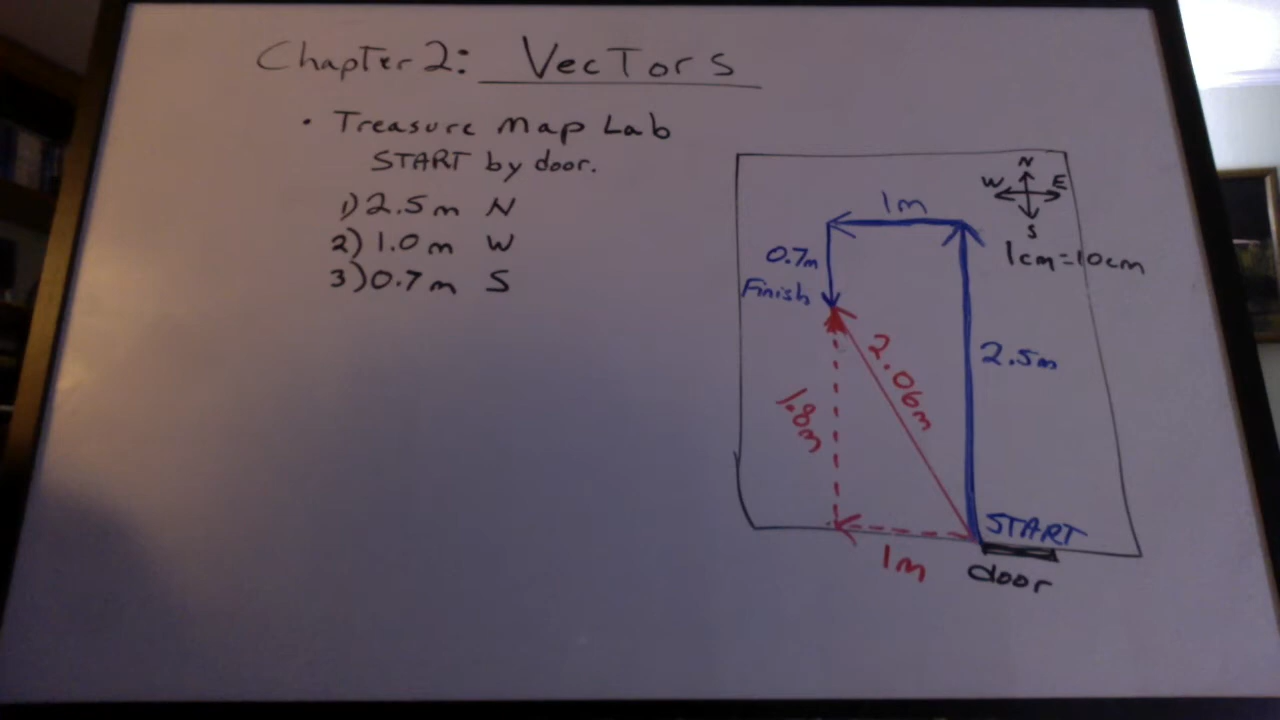 Chapter 2: Vectors
• Treasure Map Lab
START by door.
1) 2.5m N
2) 1.0m W
3) 0.7m S
N
W E
S
1cm=10cm
1m
0.7m
Finish
2.5m
2.06m
1.8m
START
1m
door